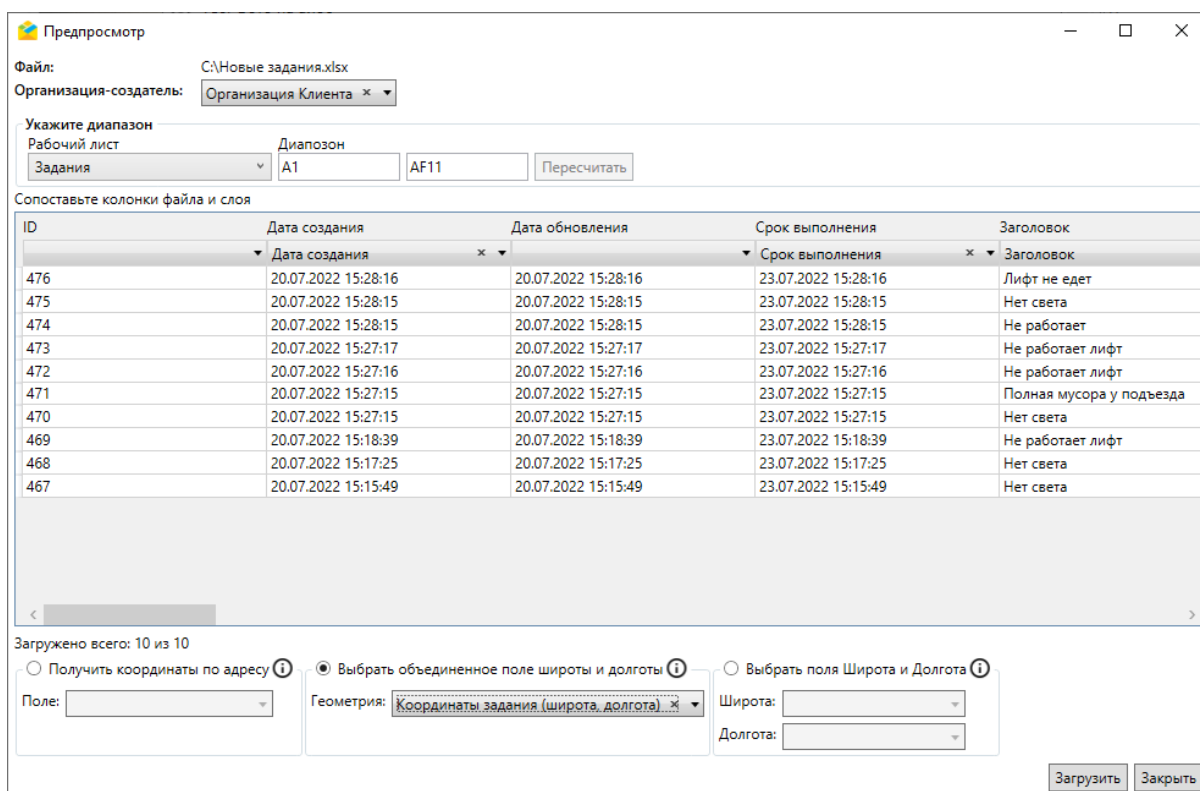 Предпросмотр
Файл: C:\Новые задания.xlsx
Организация-создатель: Организация Клиента × ▼
Укажите диапазон
Рабочий лист Диапозон
Задания A1 AF11 Пересчитать
Сопоставьте колонки файла и слоя
ID Дата создания Дата обновления Срок выполнения Заголовок
Дата создания × Срок выполнения × Заголовок
476 20.07.2022 15:28:16 20.07.2022 15:28:16 23.07.2022 15:28:16 Лифт не едет
475 20.07.2022 15:28:15 20.07.2022 15:28:15 23.07.2022 15:28:15 Нет света
474 20.07.2022 15:28:15 20.07.2022 15:28:15 23.07.2022 15:28:15 Не работает
473 20.07.2022 15:27:17 20.07.2022 15:27:17 23.07.2022 15:27:17 Не работает лифт
472 20.07.2022 15:27:16 20.07.2022 15:27:16 23.07.2022 15:27:16 Не работает лифт
471 20.07.2022 15:27:15 20.07.2022 15:27:15 23.07.2022 15:27:15 Полная мусора у подъезда
470 20.07.2022 15:27:15 20.07.2022 15:27:15 23.07.2022 15:27:15 Нет света
469 20.07.2022 15:18:39 20.07.2022 15:18:39 23.07.2022 15:18:39 Не работает лифт
468 20.07.2022 15:17:25 20.07.2022 15:17:25 23.07.2022 15:17:25 Нет света
467 20.07.2022 15:15:49 20.07.2022 15:15:49 23.07.2022 15:15:49 Нет света
Загружено всего: 10 из 10
Получить координаты по адресу Выбрать объединенное поле широты и долготы Выбрать поля Широта и Долгота
Поле: Геометрия: Координаты задания (широта, долгота) × Широта:
Долгота:
Загрузить Закрыть